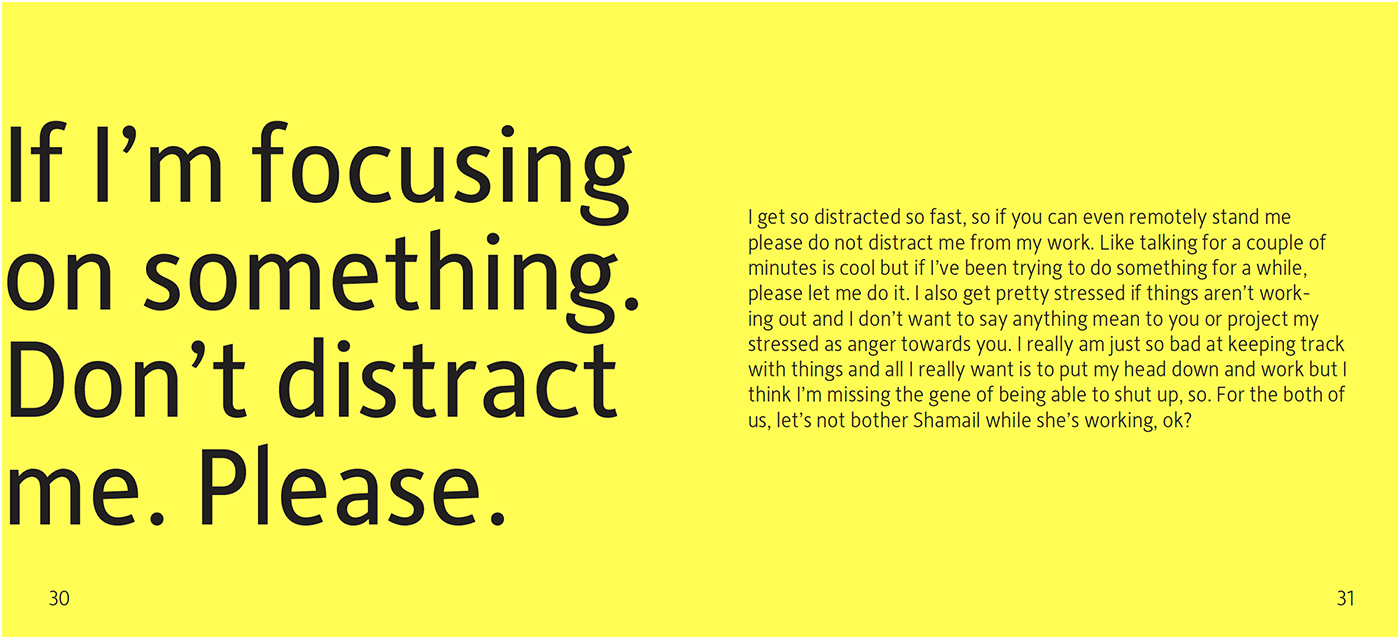 If I’m focusing
on something.
Don’t distract
me. Please.
30
I get so distracted so fast, so if you can even remotely stand me
please do not distract me from my work. Like talking for a couple of
minutes is cool but if I’ve been trying to do something for a while,
please let me do it. I also get pretty stressed if things aren’t work-
ing out and I don’t want to say anything mean to you or project my
stressed as anger towards you. I really am just so bad at keeping track
with things and all I really want is to put my head down and work but I
think I’m missing the gene of being able to shut up, so. For the both of
us, let’s not bother Shamail while she’s working, ok?
31